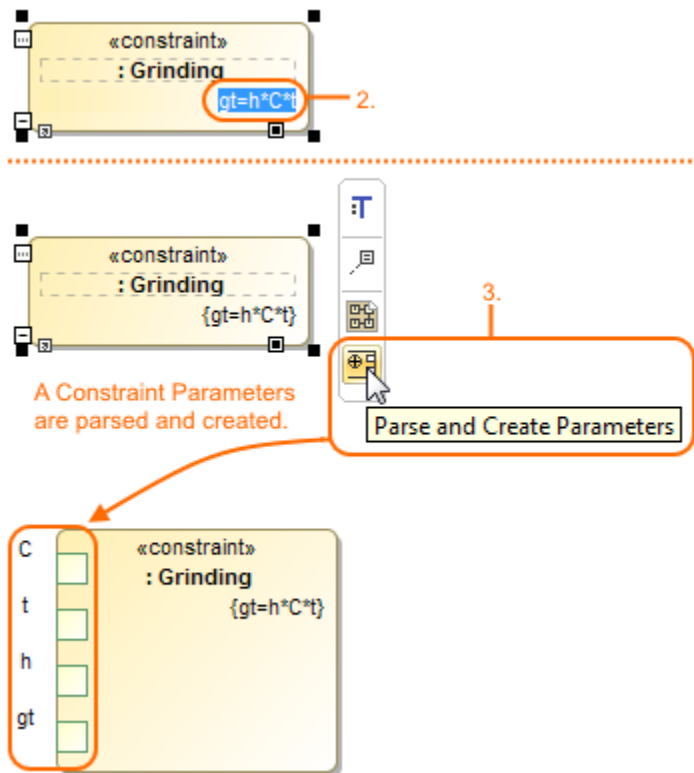 «constraint»
: Grinding
gt=h*C*t
2.
«constraint»
: Grinding
{gt=h*C*t}
:T
3.
A Constraint Parameters
are parsed and created.
Parse and Create Parameters
C
t
h
gt
«constraint»
: Grinding
{gt=h*C*t}